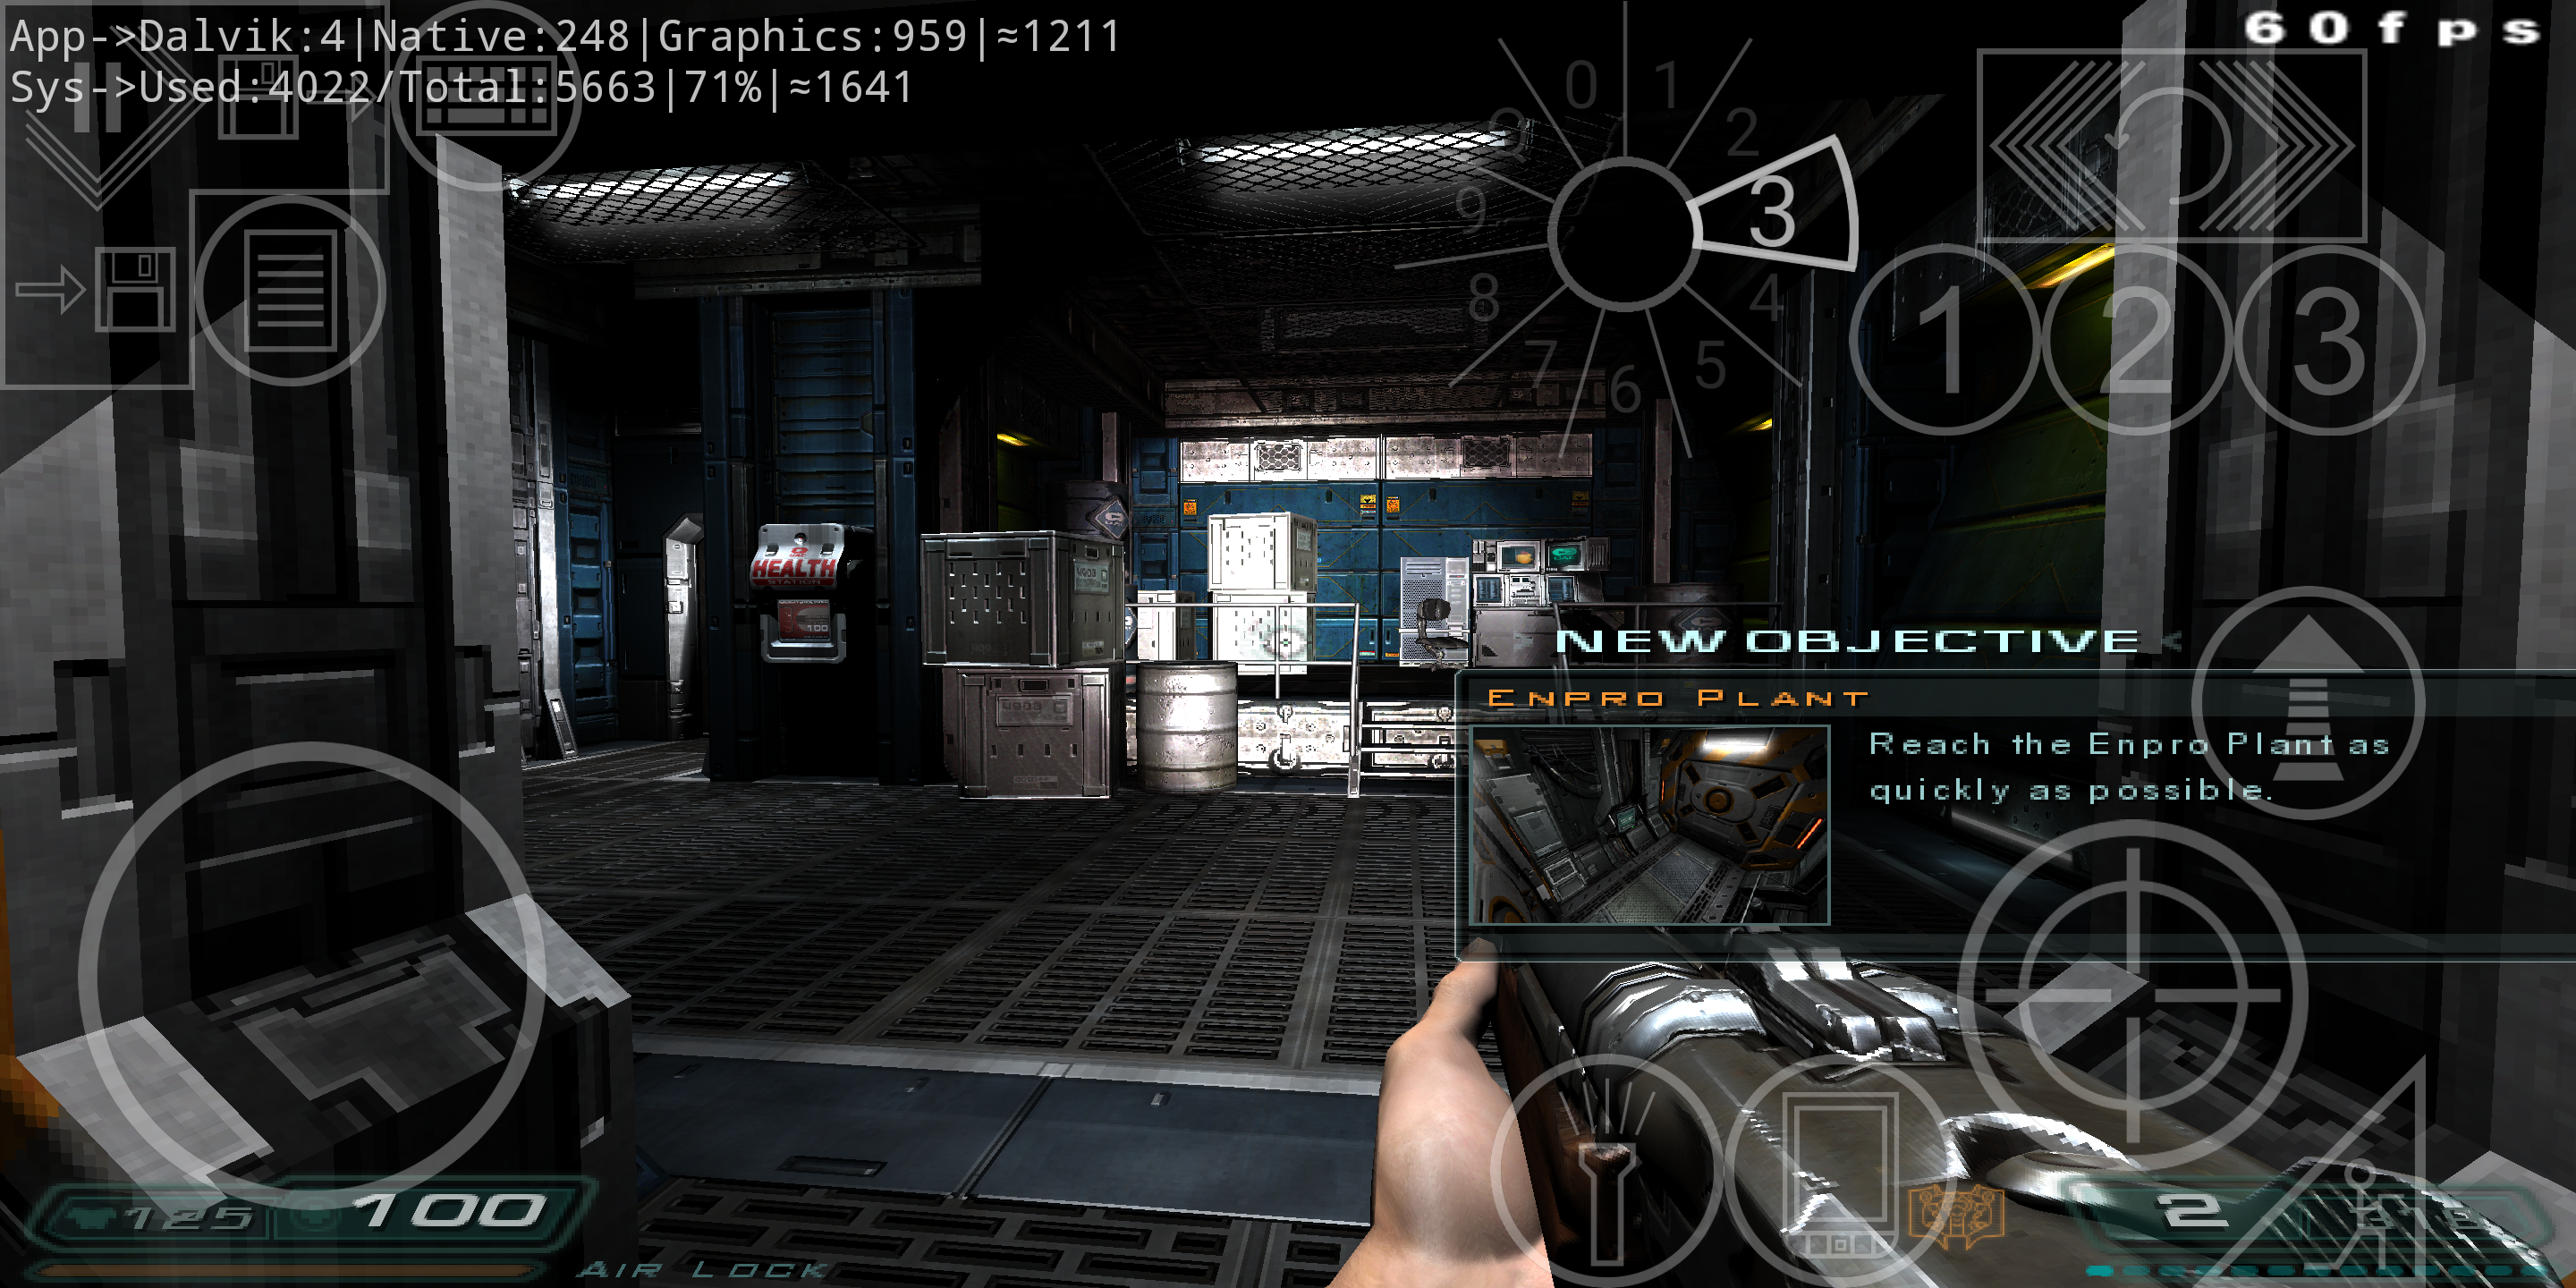 App->Dalvik:4|Native:248|Graphics:959|≈1211
Sys->Used:4022/Total:5663|71%|≈1641
60fps
0
1
2
3
4
5
6
7
8
9
Q
1
2
3
HEALTH
STATION
100
NEW OBJECTIVE
ENPRO PLANT
Reach the Enpro Plant as
quickly as possible.
125
100
AIR LOCK
2